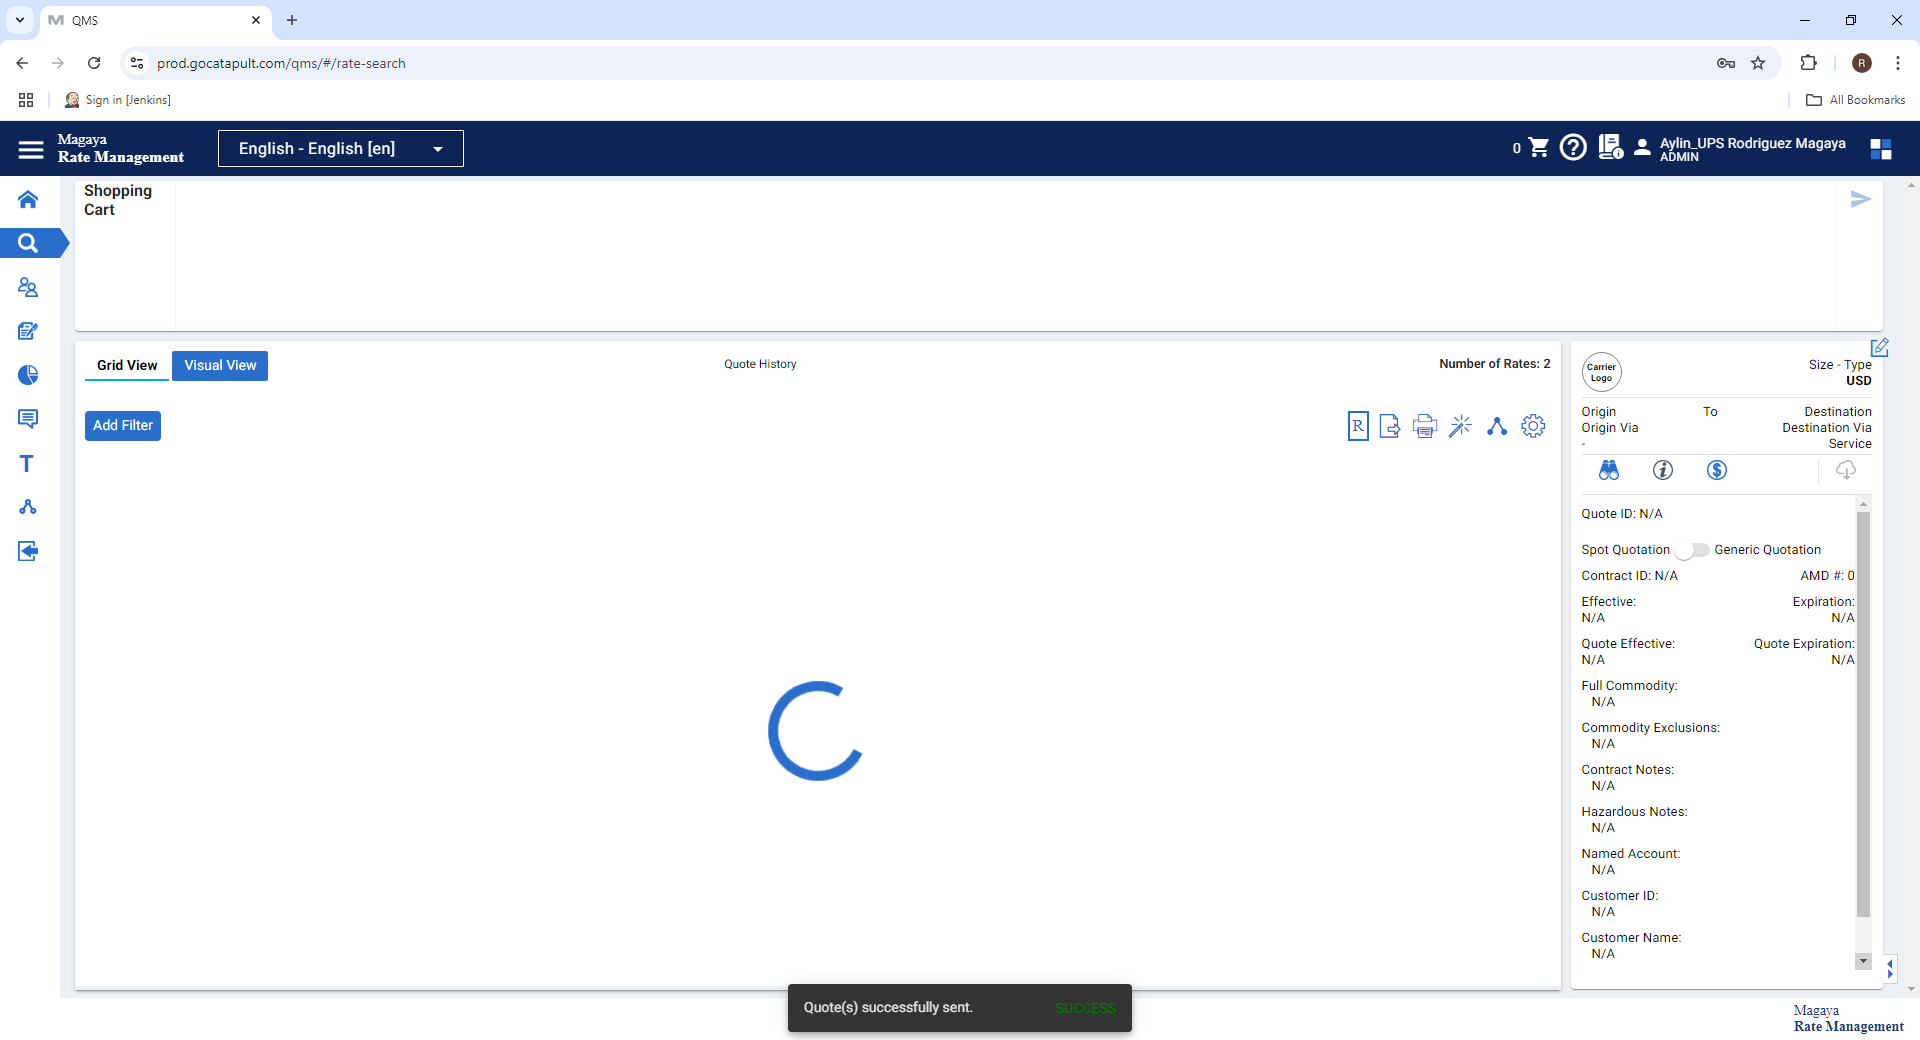 QMS
prod.gocatapult.com/qms/#/rate-search
R
Sign in [Jenkins]
All Bookmarks
Magaya
Rate Management
English - English [en]
0
Aylin_UPS Rodriguez Magaya
ADMIN
Shopping
Cart
Grid View
Visual View
Quote History
Number of Rates: 2
Add Filter
R
Carrier
Logo
Size - Type
USD
Origin
To
Destination
Origin Via
Destination Via
-
Service
Quote ID: N/A
Spot Quotation
Generic Quotation
Contract ID: N/A
AMD #: 0
Effective:
Expiration:
N/A
N/A
Quote Effective:
Quote Expiration:
N/A
N/A
Full Commodity:
N/A
Commodity Exclusions:
N/A
Contract Notes:
N/A
Hazardous Notes:
N/A
Named Account:
N/A
Customer ID:
N/A
Customer Name:
N/A
Quote(s) successfully sent.
SUCCESS
Magaya
Rate Management